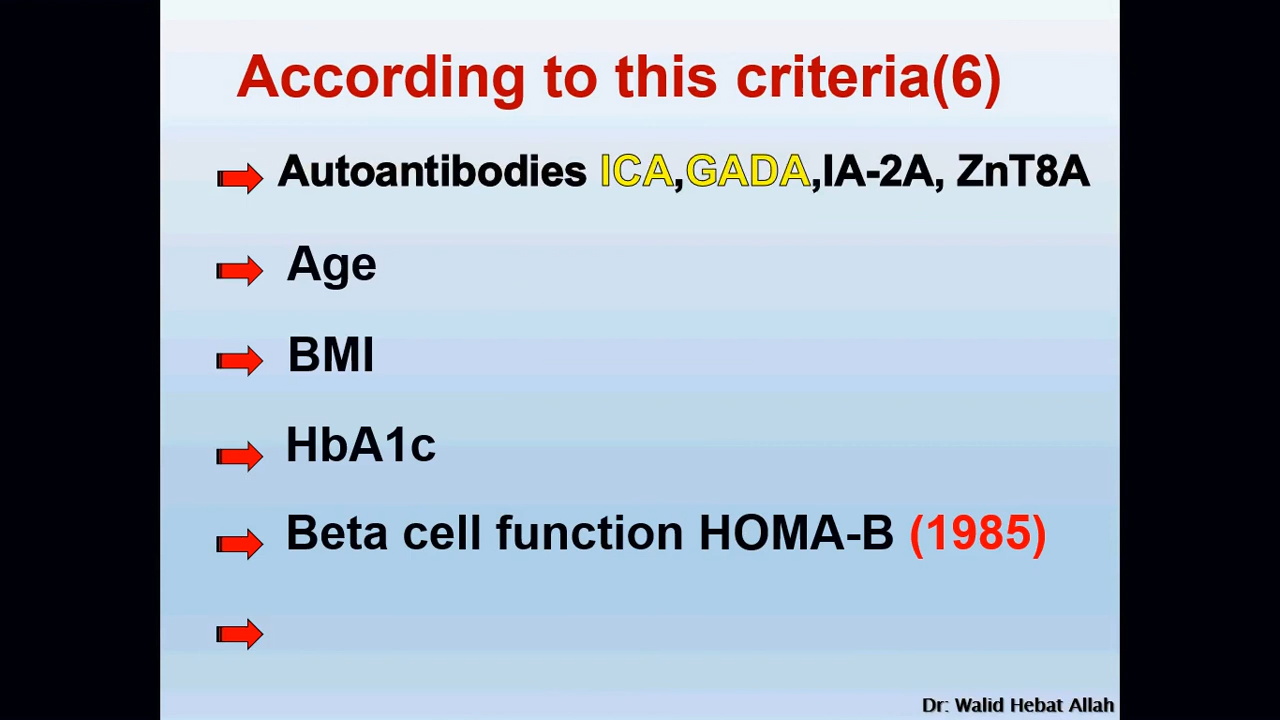 According to this criteria(6)
Autoantibodies ICA,GADA,IA-2A, ZnT8A
Age
BMI
HbA1c
Beta cell function HOMA-B (1985)
Dr: Walid Hebat Allah